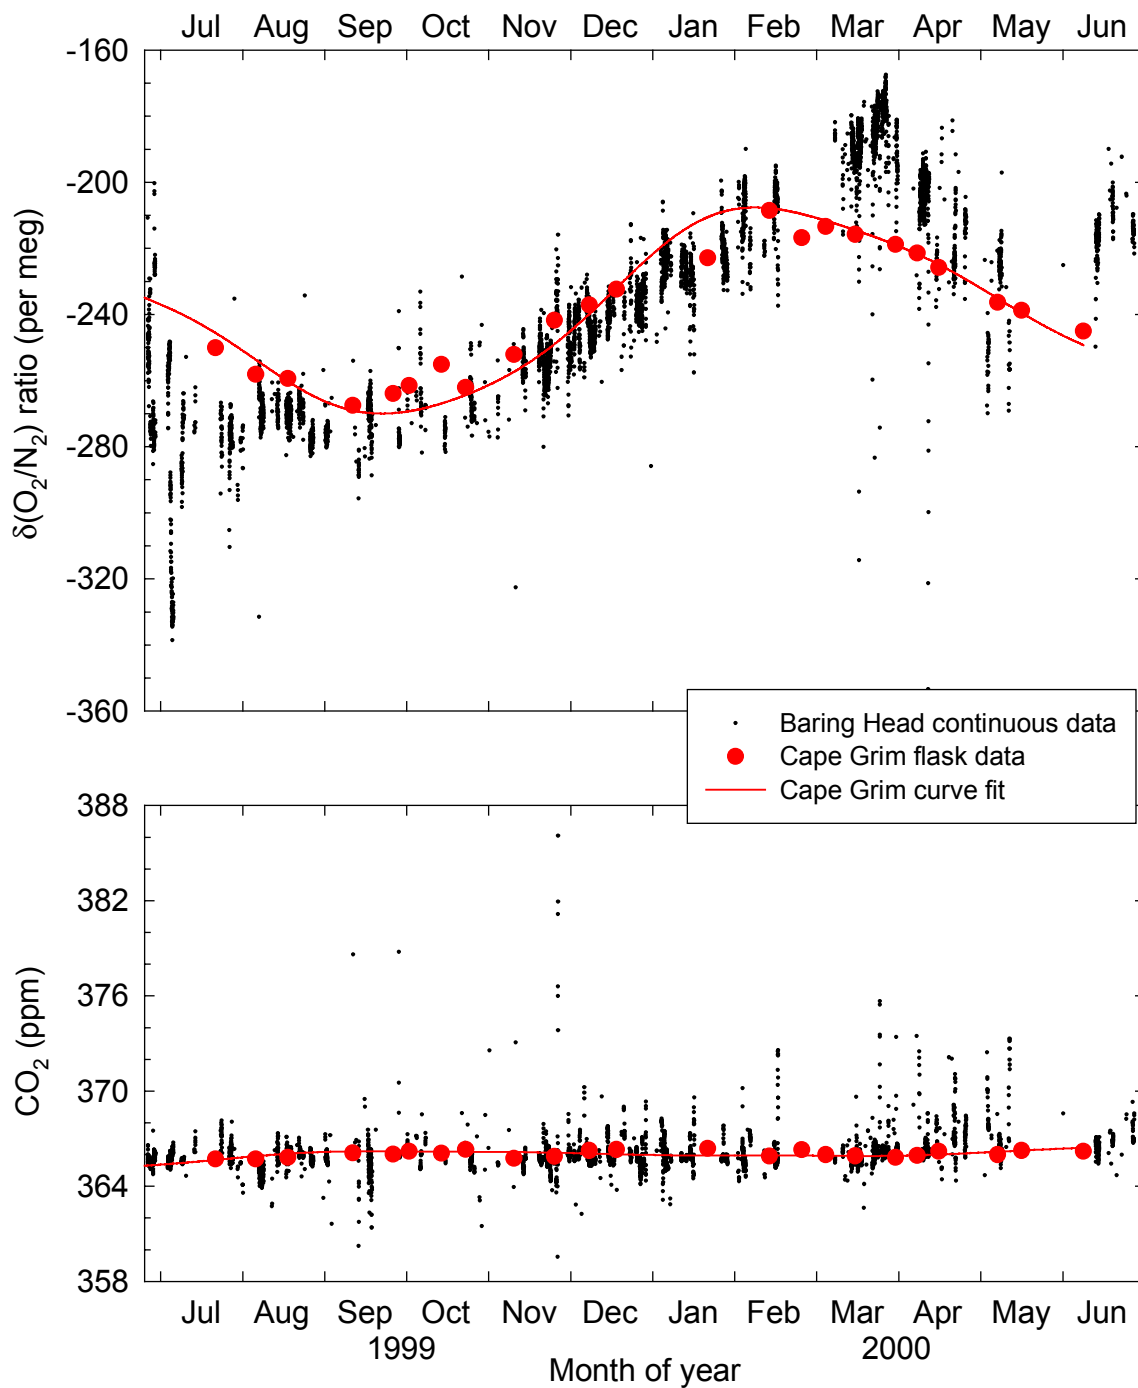 Jul Aug Sep Oct Nov Dec Jan Feb Mar Apr May Jun
-160
-200
-240
-280
-320
-360
δ(O₂/N₂) ratio (per meg)
Baring Head continuous data
Cape Grim flask data
Cape Grim curve fit
388
382
376
370
364
358
CO₂ (ppm)
Jul Aug Sep Oct Nov Dec Jan Feb Mar Apr May Jun
1999 2000
Month of year